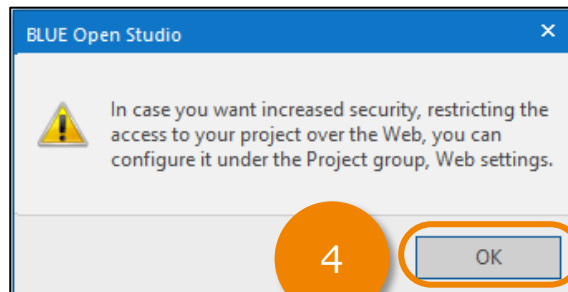 BLUE Open Studio
In case you want increased security, restricting the
access to your project over the Web, you can
configure it under the Project group, Web settings.
4
OK